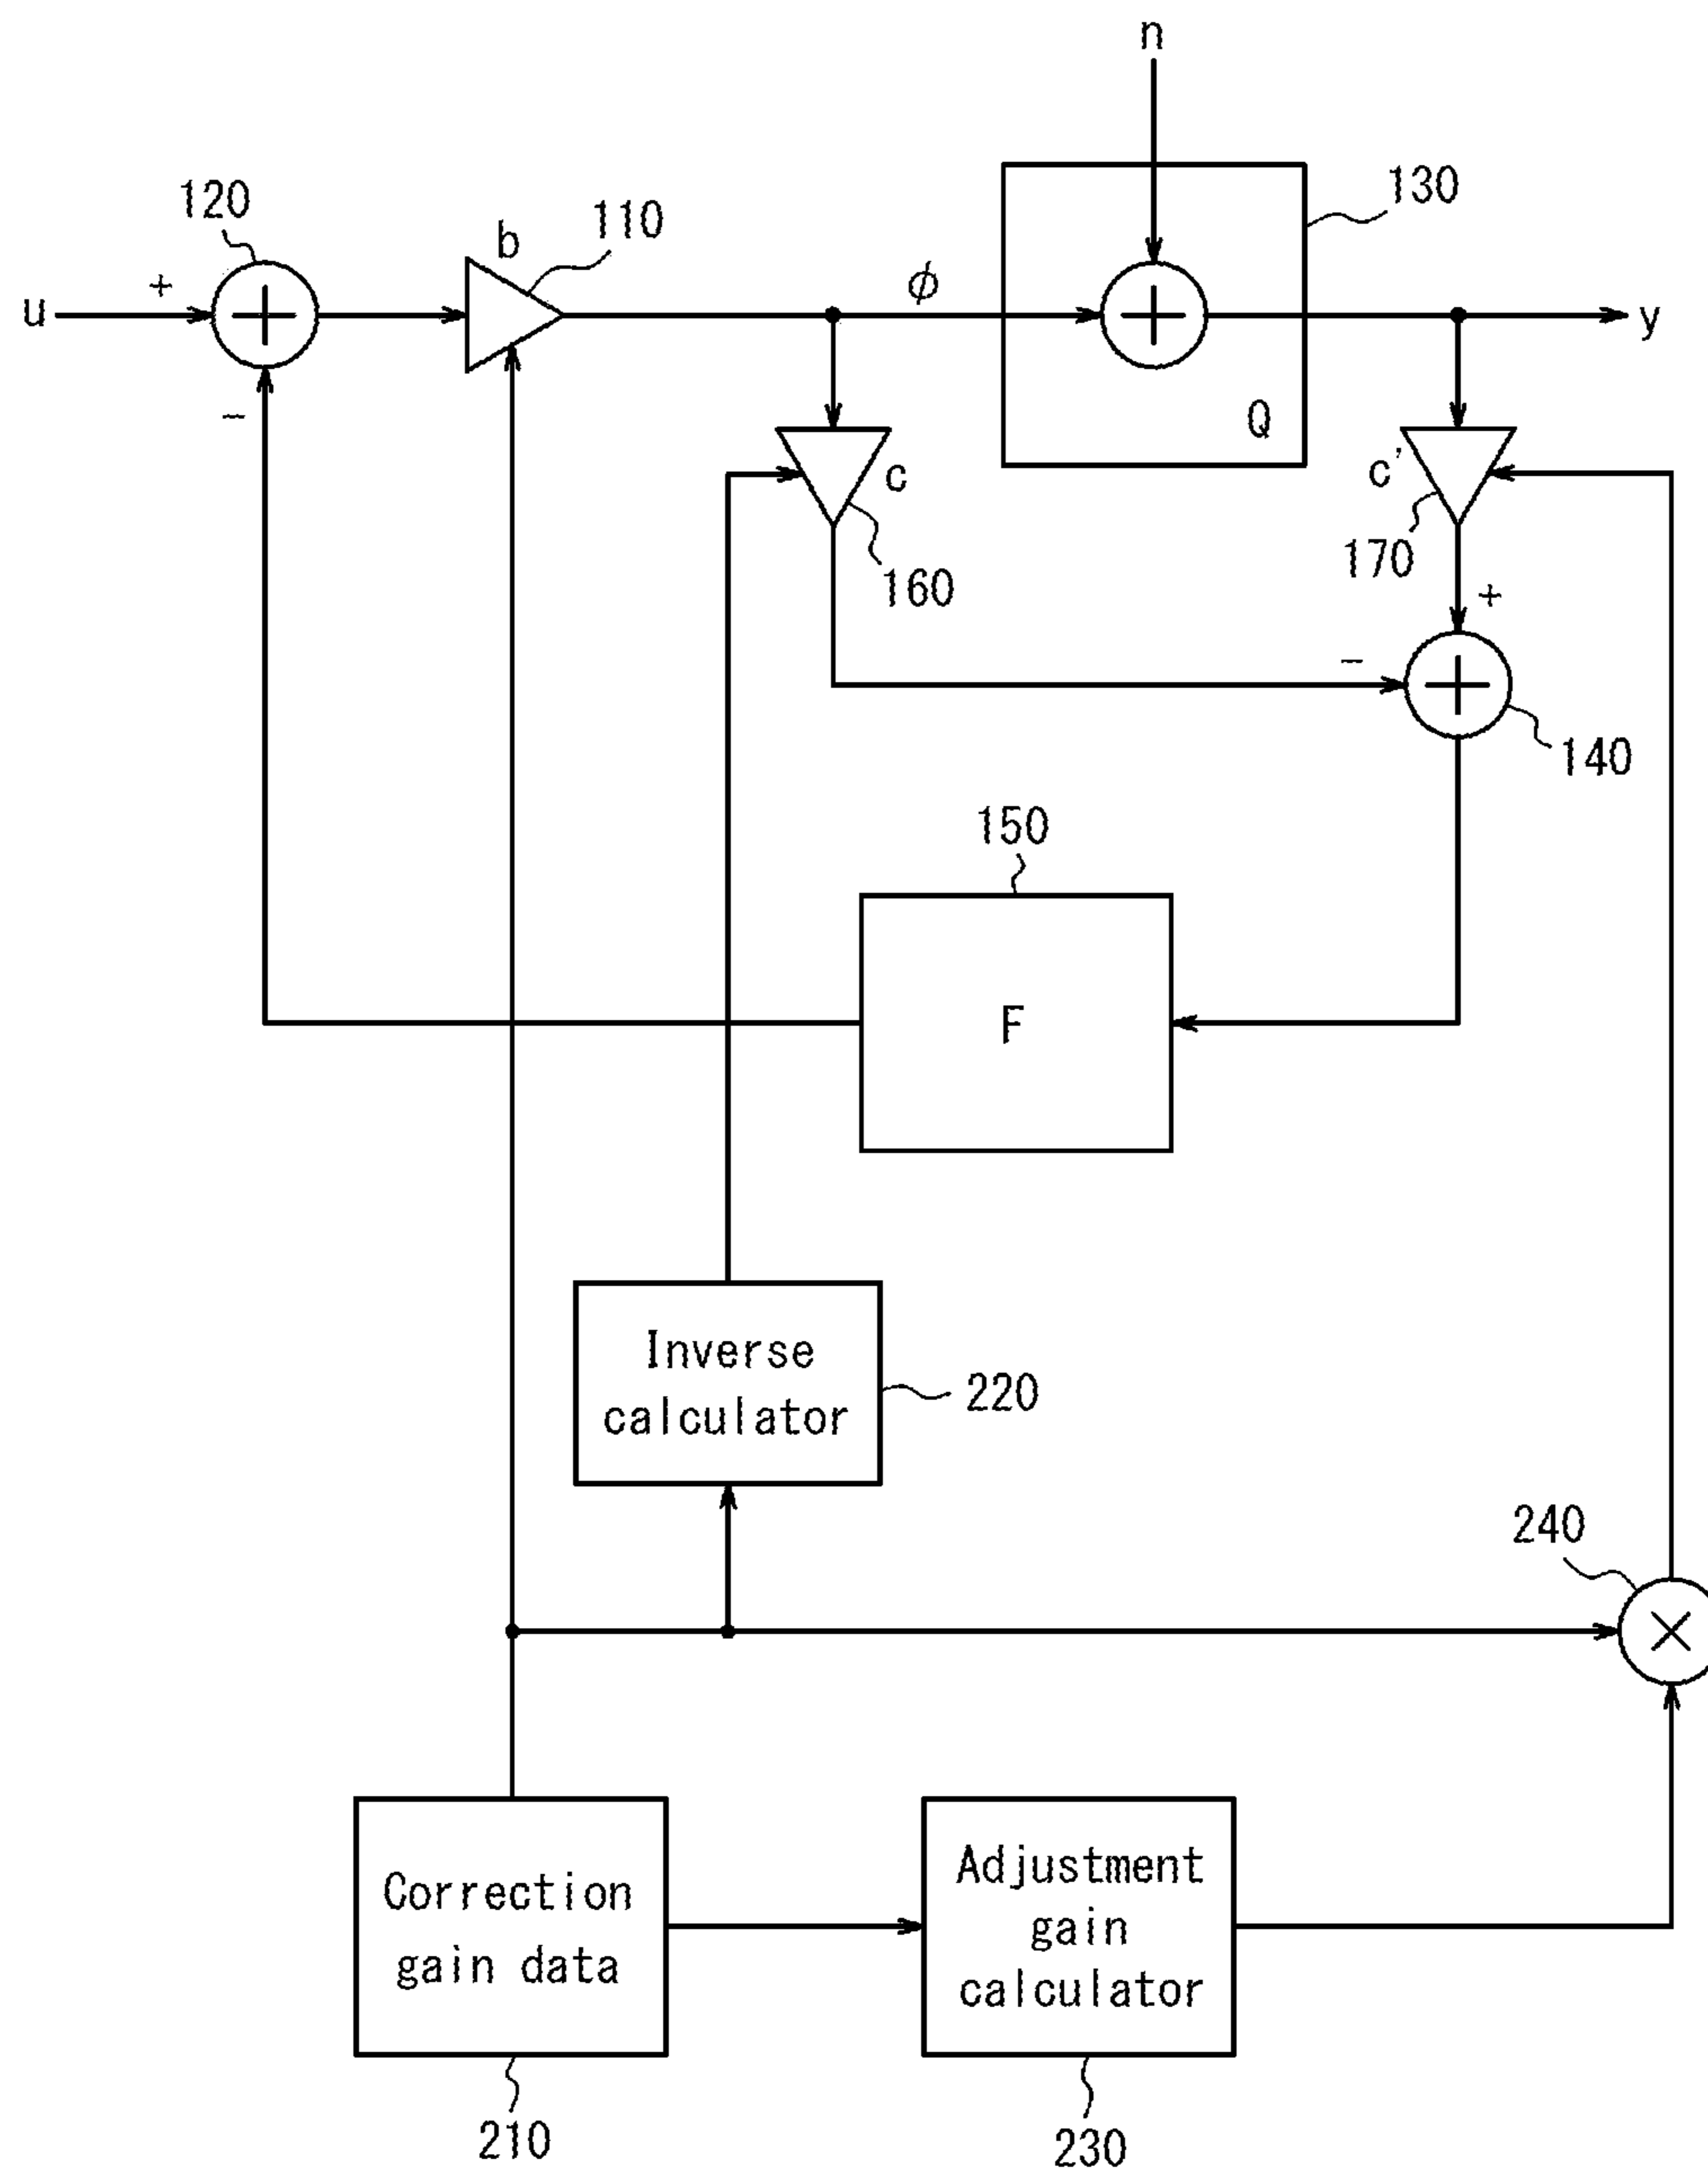 n
130
120
b
110
u
+
+
ϕ
+
y
−
Q
c
c'
160
170
+
−
+
140
150
F
Inverse
calculator
220
240
×
Correction
gain data
Adjustment
gain
calculator
210
230